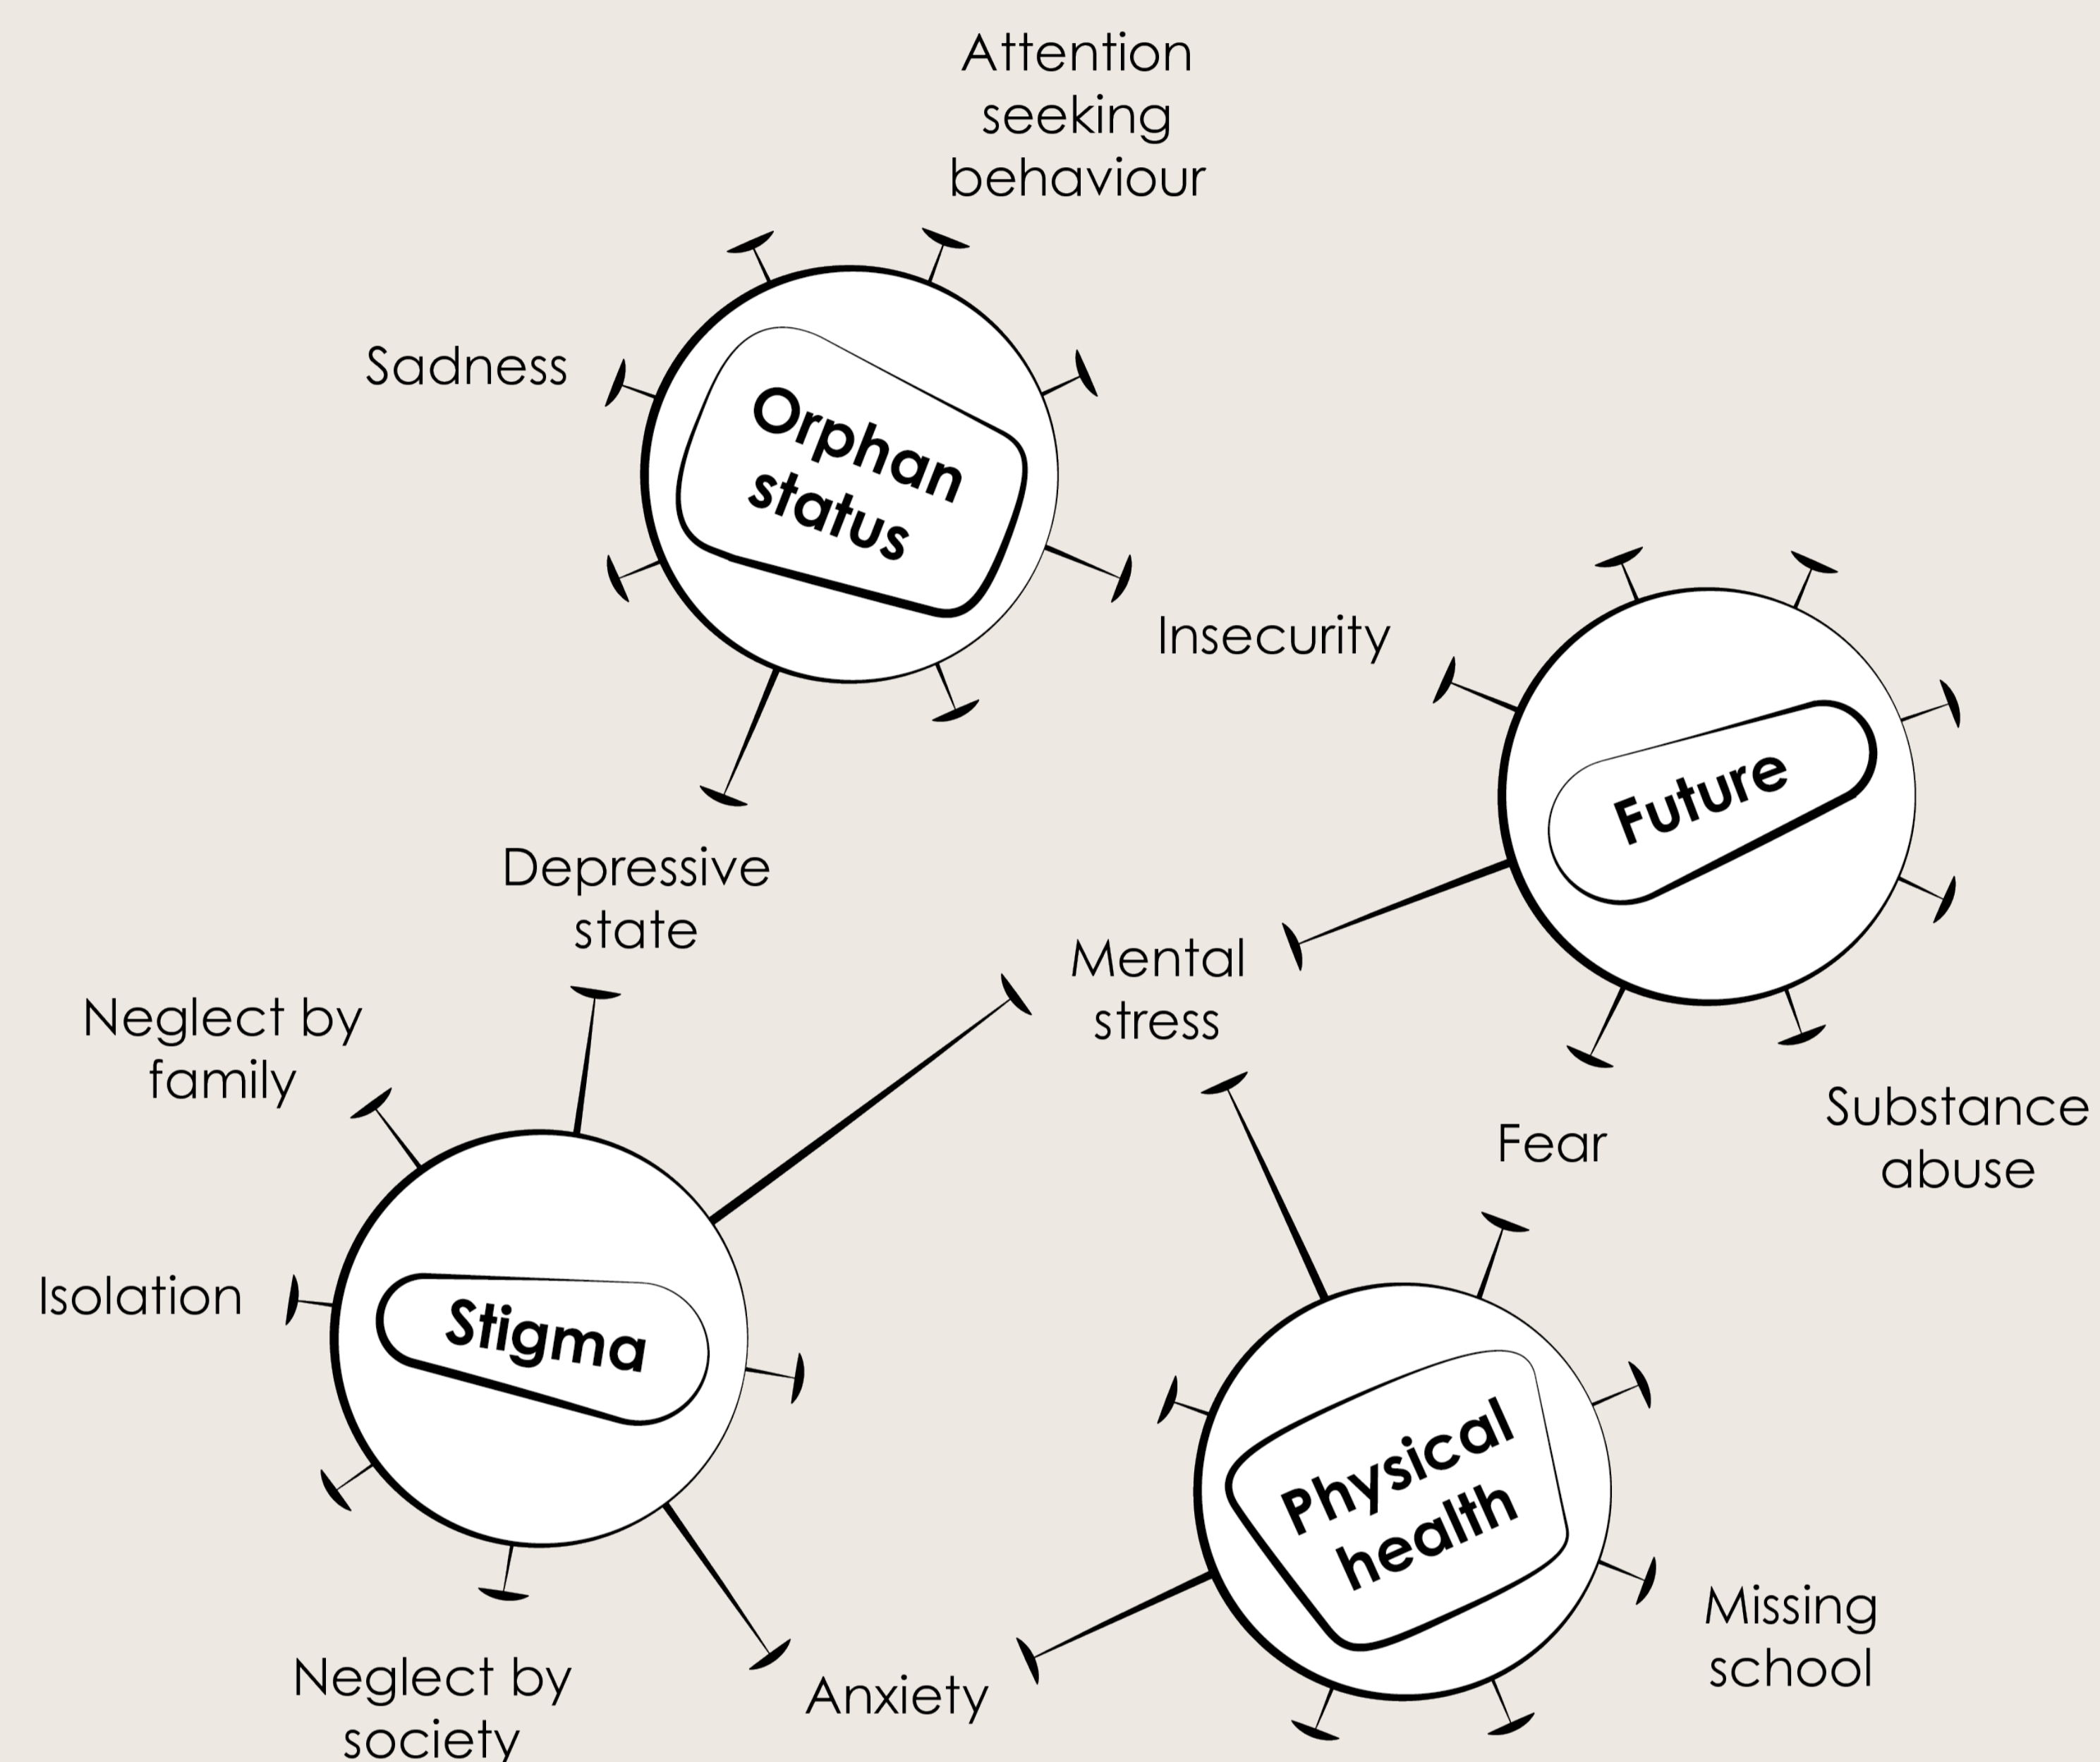 Attention
seeking
behaviour
Sadness
Orphan
status
Insecurity
Future
Depressive
state
Mental
stress
Neglect by
family
Substance
abuse
Fear
Isolation
Stigma
Physical
health
Missing
school
Neglect by
society
Anxiety